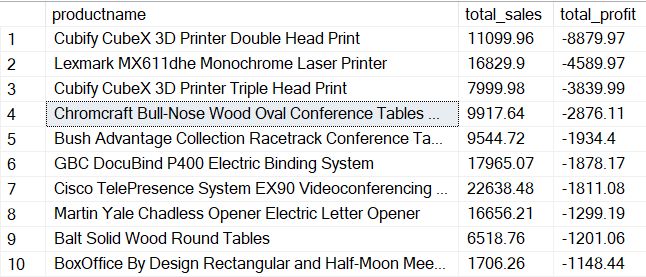 productname total_sales total_profit
1 Cubify CubeX 3D Printer Double Head Print 11099.96 -8879.97
2 Lexmark MX611dhe Monochrome Laser Printer 16829.9 -4589.97
3 Cubify CubeX 3D Printer Triple Head Print 7999.98 -3839.99
4 Chromcraft Bull-Nose Wood Oval Conference Tables ... 9917.64 -2876.11
5 Bush Advantage Collection Racetrack Conference Ta... 9544.72 -1934.4
6 GBC DocuBind P400 Electric Binding System 17965.07 -1878.17
7 Cisco TelePresence System EX90 Videoconferencing ... 22638.48 -1811.08
8 Martin Yale Chadless Opener Electric Letter Opener 16656.21 -1299.19
9 Balt Solid Wood Round Tables 6518.76 -1201.06
10 BoxOffice By Design Rectangular and Half-Moon Mee... 1706.26 -1148.44